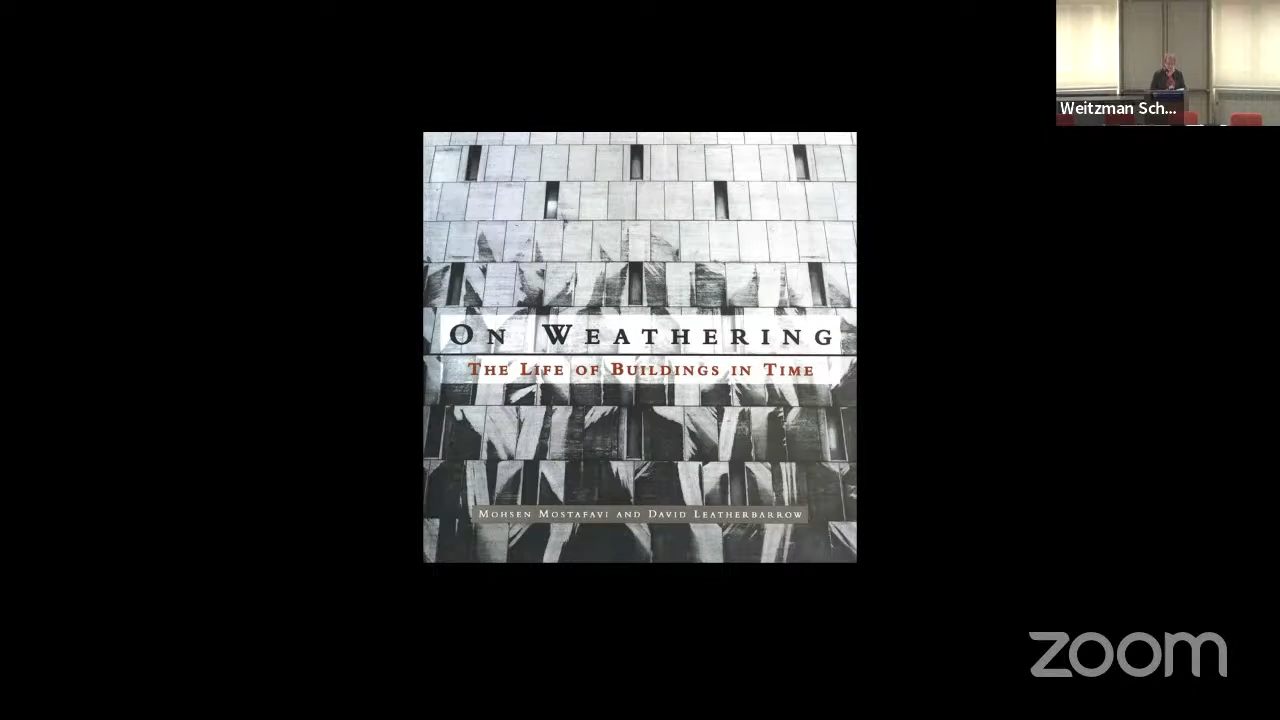 Weitzman Sch...
On Weathering
The Life of Buildings in Time
Mohsen Mostafavi and David Leatherbarrow
zoom